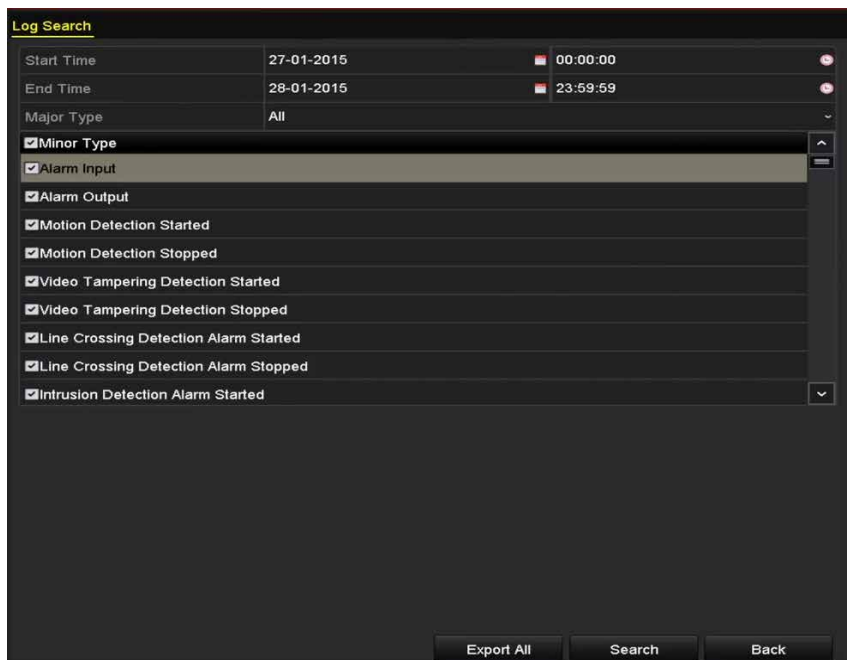 Log Search
Start Time 27-01-2015 00:00:00
End Time 28-01-2015 23:59:59
Major Type All
Minor Type
Alarm Input
Alarm Output
Motion Detection Started
Motion Detection Stopped
Video Tampering Detection Started
Video Tampering Detection Stopped
Line Crossing Detection Alarm Started
Line Crossing Detection Alarm Stopped
Intrusion Detection Alarm Started
Export All Search Back